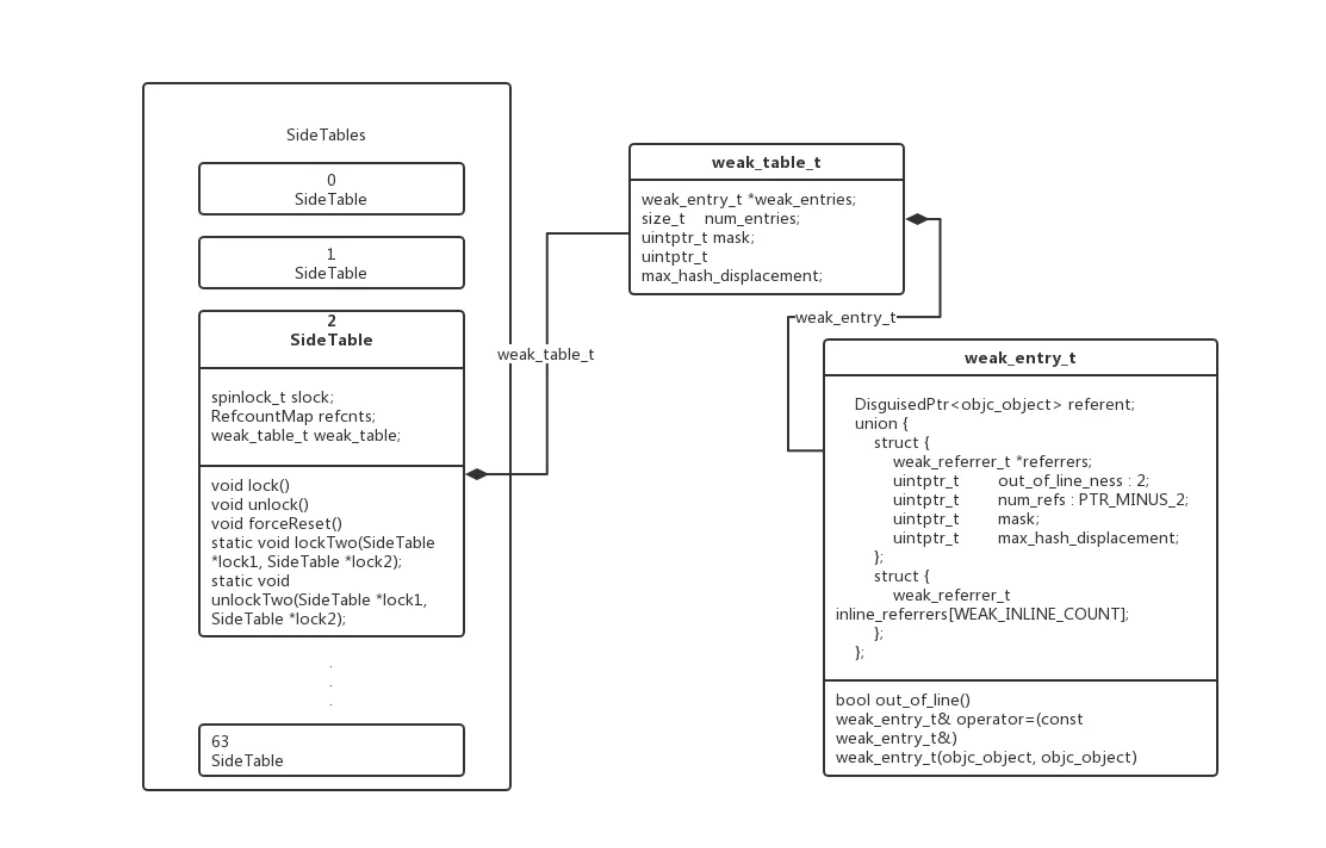 SideTables
0
SideTable
1
SideTable
2
SideTable
spinlock_t slock;
RefcountMap refcnts;
weak_table_t weak_table;
void lock()
void unlock()
void forceReset()
static void lockTwo(SideTable
*lock1, SideTable *lock2);
static void
unlockTwo(SideTable *lock1,
SideTable *lock2);
.
.
.
63
SideTable
weak_table_t
weak_table_t
weak_entry_t *weak_entries;
size_t    num_entries;
uintptr_t mask;
uintptr_t
max_hash_displacement;
weak_entry_t
weak_entry_t
DisguisedPtr<objc_object> referent;
union {
struct {
weak_referrer_t *referrers;
uintptr_t        out_of_line_ness : 2;
uintptr_t        num_refs : PTR_MINUS_2;
uintptr_t        mask;
uintptr_t        max_hash_displacement;
};
struct {
weak_referrer_t
inline_referrers[WEAK_INLINE_COUNT];
};
};
bool out_of_line()
weak_entry_t& operator=(const
weak_entry_t&)
weak_entry_t(objc_object, objc_object)